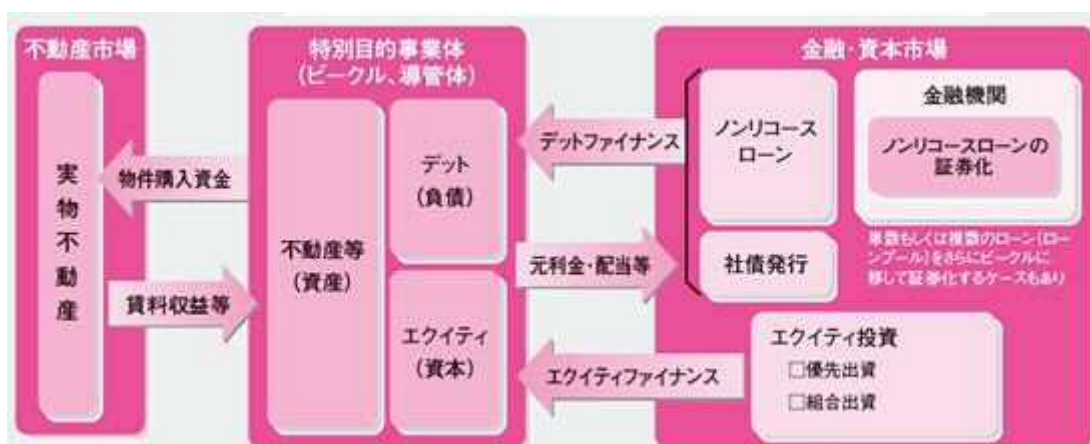 不動産市場
実物不動産
物件購入資金
賃料収益等
特別目的事業体
(ビークル、導管体)
不動産等
(資産)
デット
(負債)
エクイティ
(資本)
デットファイナンス
元利金・配当等
エクイティファイナンス
金融・資本市場
ノンリコース
ローン
社債発行
金融機関
ノンリコースローンの
証券化
単数もしくは複数のローン(ロー
ンプール)をさらにビークルに
移して証券化するケースもあり
エクイティ投資
□優先出資
□組合出資